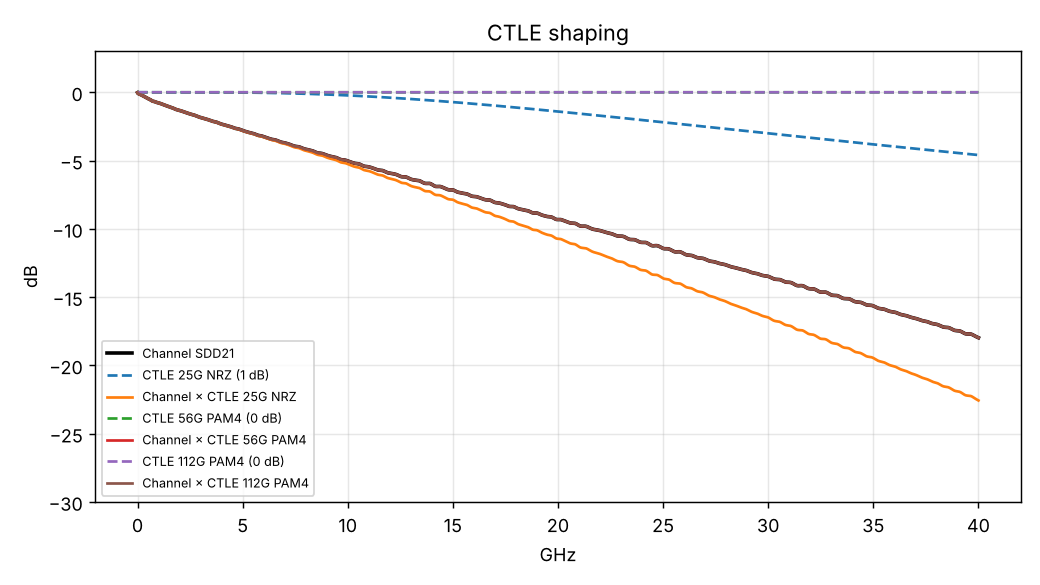 CTLE shaping
dB
0
−5
−10
−15
−20
−25
−30
Channel SDD21
CTLE 25G NRZ (1 dB)
Channel × CTLE 25G NRZ
CTLE 56G PAM4 (0 dB)
Channel × CTLE 56G PAM4
CTLE 112G PAM4 (0 dB)
Channel × CTLE 112G PAM4
0 5 10 15 20 25 30 35 40
GHz